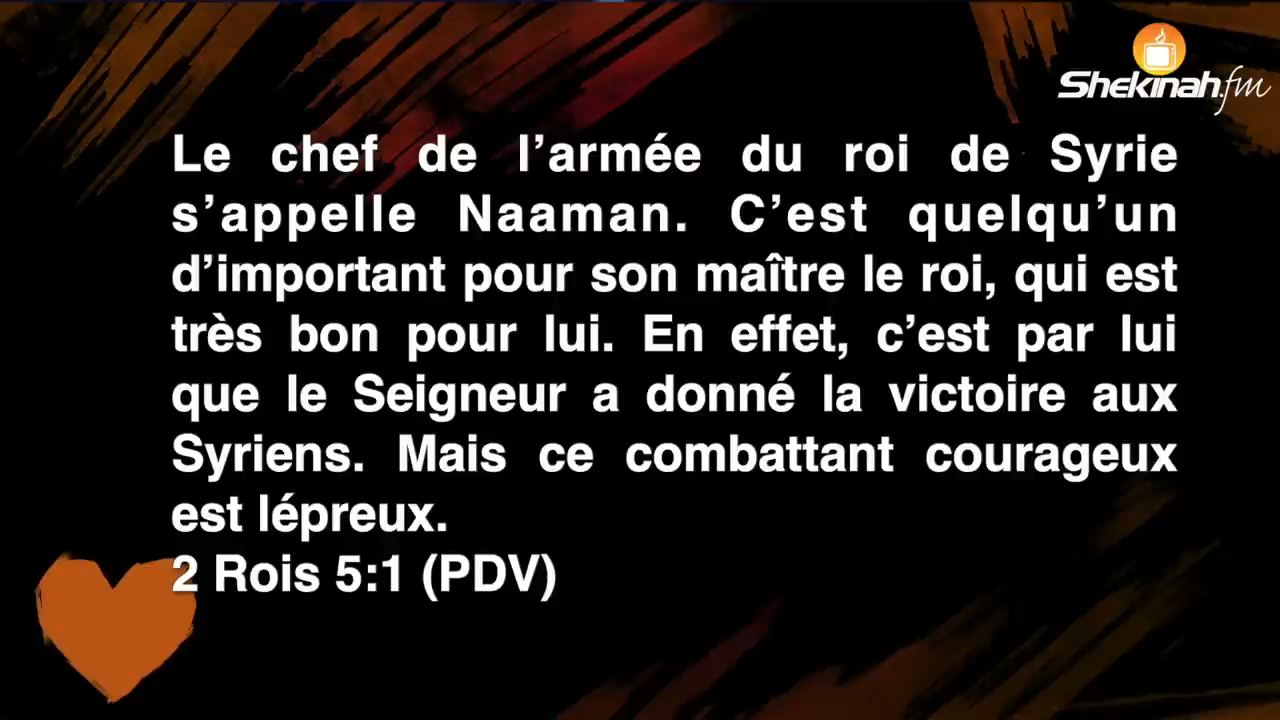 Shekinah.fm
Le chef de l’armée du roi de Syrie
s’appelle Naaman. C’est quelqu’un
d’important pour son maître le roi, qui est
très bon pour lui. En effet, c’est par lui
que le Seigneur a donné la victoire aux
Syriens. Mais ce combattant courageux
est lépreux.
2 Rois 5:1 (PDV)